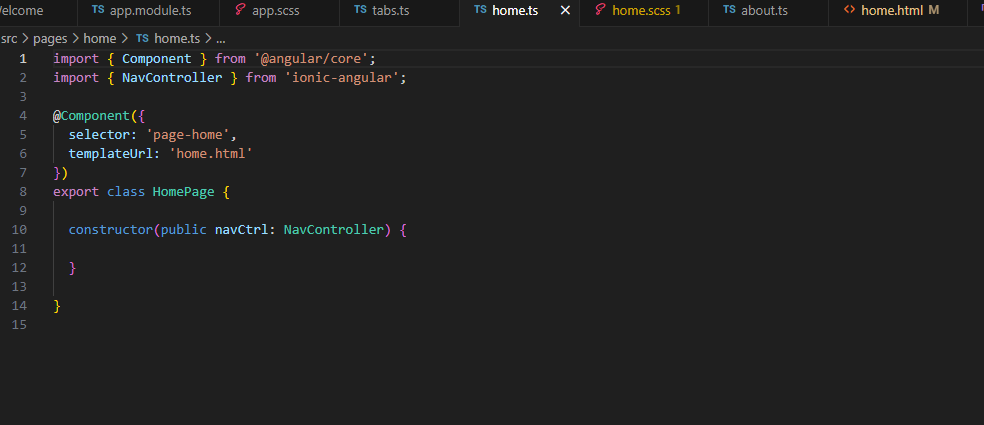 elcome TS app.module.ts app.scss TS tabs.ts TS home.ts × home.scss 1 TS about.ts <> home.html M
src > pages > home > TS home.ts > ...
1 import { Component } from '@angular/core';
2 import { NavController } from 'ionic-angular';
3
4 @Component({
5 selector: 'page-home',
6 templateUrl: 'home.html'
7 })
8 export class HomePage {
9
10 constructor(public navCtrl: NavController) {
11
12 }
13
14 }
15